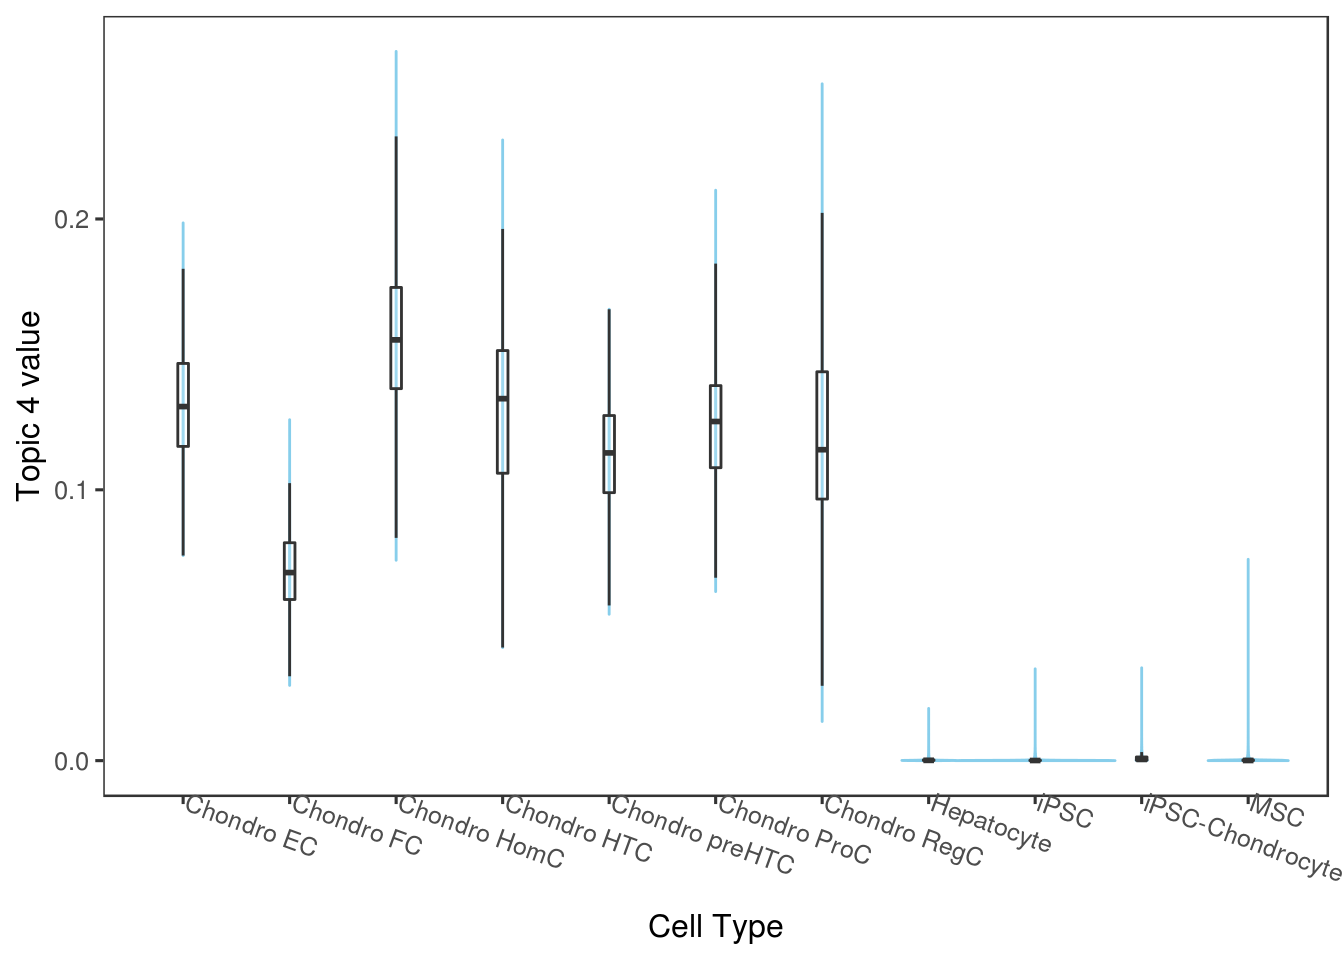 Topic 4 value
0.2
0.1
0.0
Chondro EC
Chondro FC
Chondro HomC
Chondro HTC
Chondro preHTC
Chondro ProC
Chondro RegC
Hepatocyte
iPSC
iPSC-Chondrocyte
MSC
Cell Type